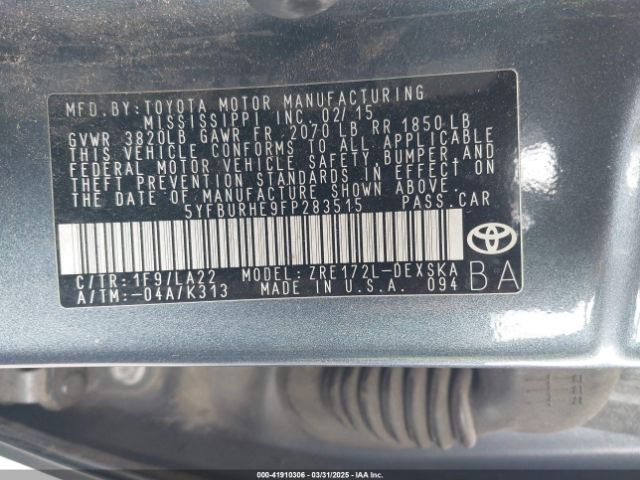 MFD.BY:TOYOTA MOTOR MANUFACTURING
MISSISSIPPI INC. 02/15
GVWR 3820LB GAWR FR 2070 LB RR 1850 LB
THIS VEHICLE CONFORMS TO ALL APPLICABLE
FEDERAL MOTOR VEHICLE SAFETY, BUMPER, AND
THEFT PREVENTION STANDARDS IN EFFECT ON
THE DATE OF MANUFACTURE SHOWN ABOVE.
5YFBURHE9FP283515 PASS.CAR
C/TR:1F9/LA22 MODEL:ZRE172L-DEXSKA
A/TM:-04A/K313 MADE IN U.S.A. 094
BA
000-41910306 - 03/31/2025 - IAAI.COM